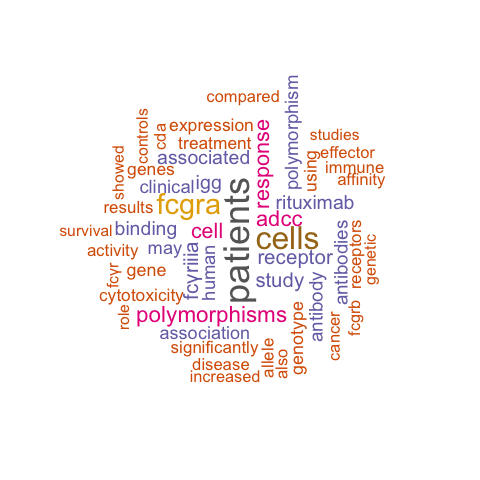 compared
polymorphism
controls
cda
expression
response
studies
treatment
effector
showed
associated
using
immune
genes
affinity
clinical
igg
patients
fcgra
rituximab
results
adcc
survival
binding
cell
cells
antibodies
receptors
activity
may
fcγriiia
human
receptor
genetic
fcγr
gene
study
cytotoxicity
antibody
role
polymorphisms
genotype
fcgrb
association
cancer
significantly
allele
also
disease
increased